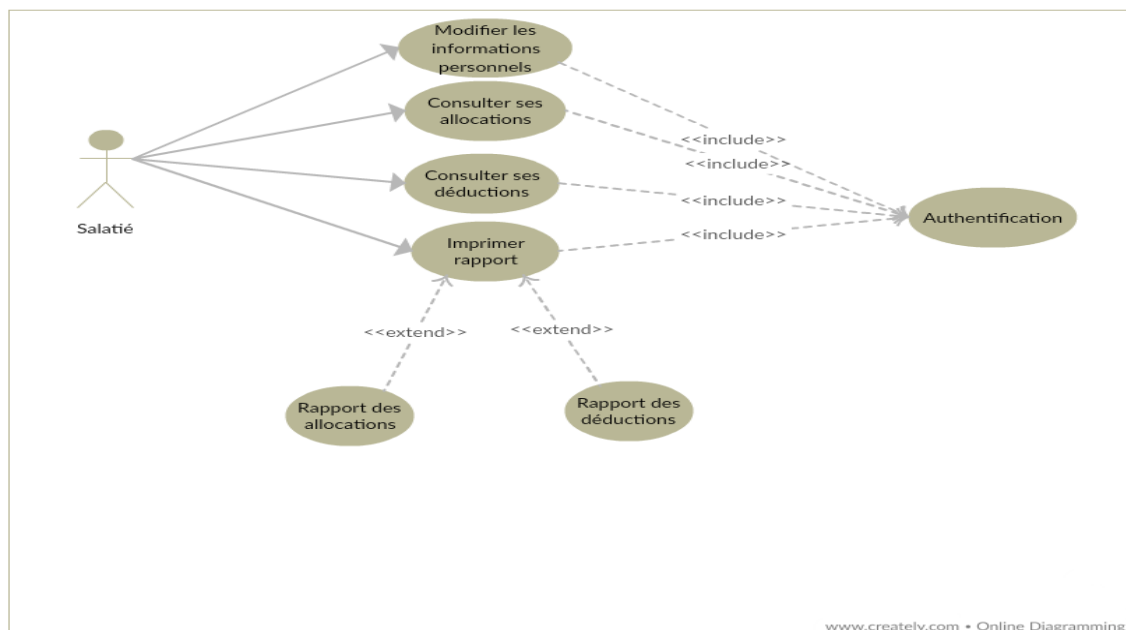 Modifier les
informations
personnels
Consulter ses
allocations
<<include>>
<<include>>
Consulter ses
déductions
<<include>>
Authentification
Salatié
<<include>>
Imprimer
rapport
<<extend>>
<<extend>>
Rapport des
allocations
Rapport des
déductions
www.creately.com • Online Diagramming